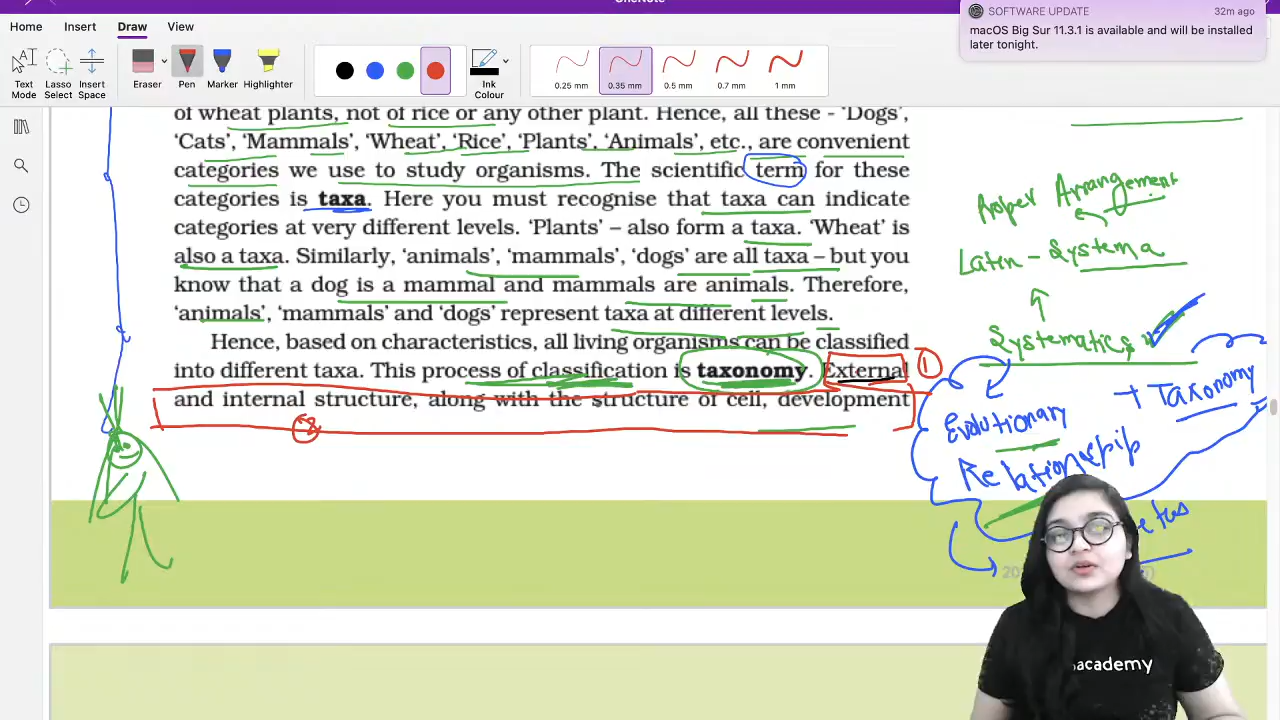 OneNote
SOFTWARE UPDATE 32m ago
macOS Big Sur 11.3.1 is available and will be installed
later tonight.
Home Insert Draw View
Text Mode
Lasso Select
Insert Space
Eraser
Pen
Marker
Highlighter
Ink Colour
0.25 mm
0.35 mm
0.5 mm
0.7 mm
1 mm
of wheat plants, not of rice or any other plant. Hence, all these - ‘Dogs’,
‘Cats’, ‘Mammals’, ‘Wheat’, ‘Rice’, ‘Plants’, ‘Animals’, etc., are convenient
categories we use to study organisms. The scientific term for these
categories is taxa. Here you must recognise that taxa can indicate
categories at very different levels. ‘Plants’ – also form a taxa. ‘Wheat’ is
also a taxa. Similarly, ‘animals’, ‘mammals’, ‘dogs’ are all taxa – but you
know that a dog is a mammal and mammals are animals. Therefore,
‘animals’, ‘mammals’ and ‘dogs’ represent taxa at different levels.
Hence, based on characteristics, all living organisms can be classified
into different taxa. This process of classification is taxonomy. External
and internal structure, along with the structure of cell, development
Proper Arrangement
Laten - Systema
Systematics
1
+ Taxonomy
Evolutionary
Relationship
20
academy